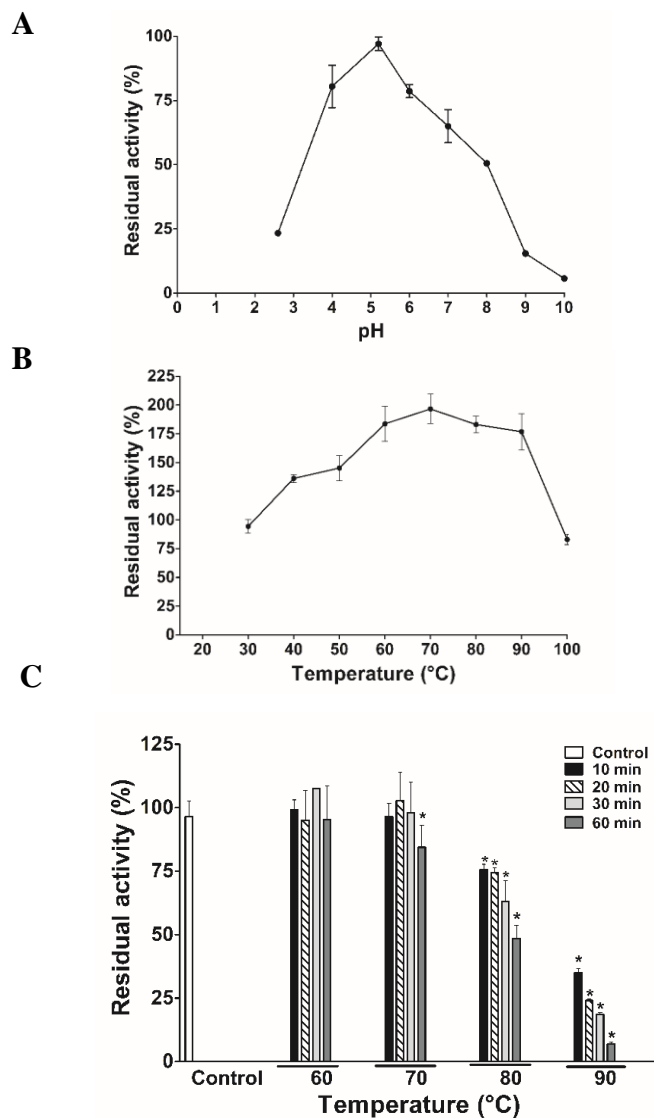 A
Residual activity (%)
100
75
50
25
0
0 1 2 3 4 5 6 7 8 9 10
pH
B
Residual activity (%)
225
200
175
150
125
100
75
50
25
0
20 30 40 50 60 70 80 90 100
Temperature (°C)
C
Residual activity (%)
125
100
75
50
25
0
Control
10 min
20 min
30 min
60 min
*
* * * *
* * * *
Control 60 70 80 90
Temperature (°C)